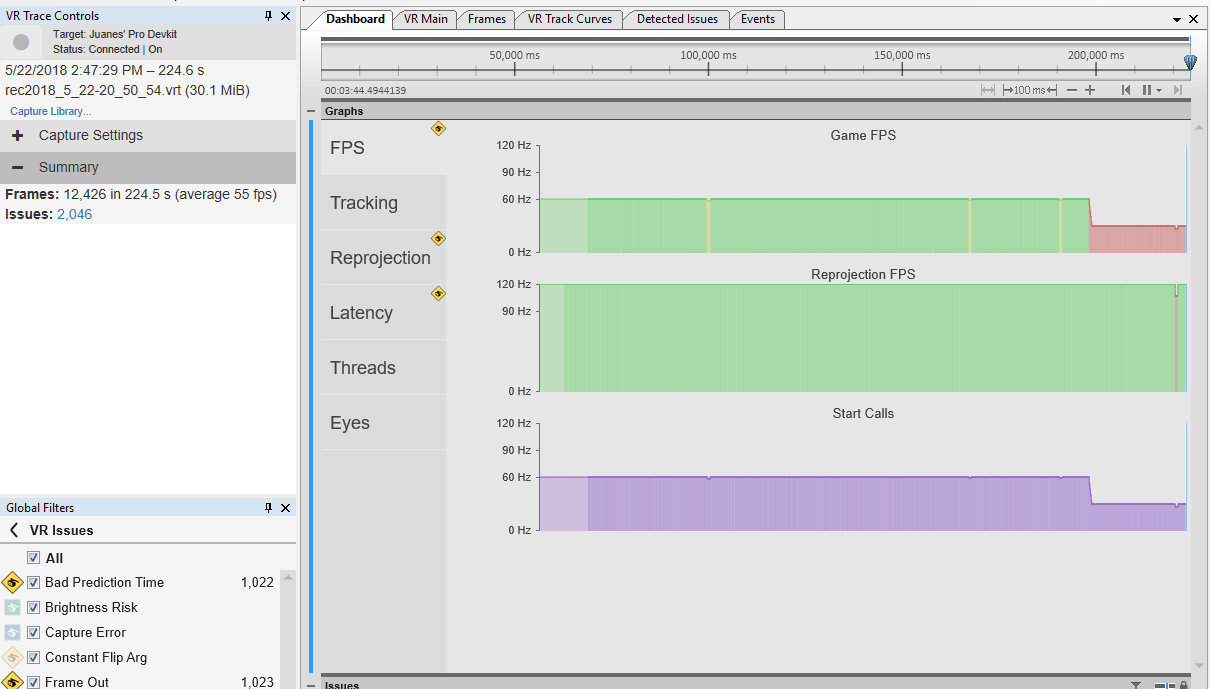 VR Trace Controls
Target: Juanes' Pro Devkit
Status: Connected | On
5/22/2018 2:47:29 PM – 224.6 s
rec2018_5_22-20_50_54.vrt (30.1 MiB)
Capture Library...
+ Capture Settings
− Summary
Frames: 12,426 in 224.5 s (average 55 fps)
Issues: 2,046
Global Filters
VR Issues
All
Bad Prediction Time 1,022
Brightness Risk
Capture Error
Constant Flip Arg
Frame Out 1,023
Dashboard VR Main Frames VR Track Curves Detected Issues Events
50,000 ms 100,000 ms 150,000 ms 200,000 ms
00:03:44.4944139 100 ms
Graphs
FPS
Tracking
Reprojection
Latency
Threads
Eyes
Game FPS
120 Hz
90 Hz
60 Hz
0 Hz
Reprojection FPS
120 Hz
90 Hz
0 Hz
Start Calls
120 Hz
90 Hz
60 Hz
0 Hz
Issues